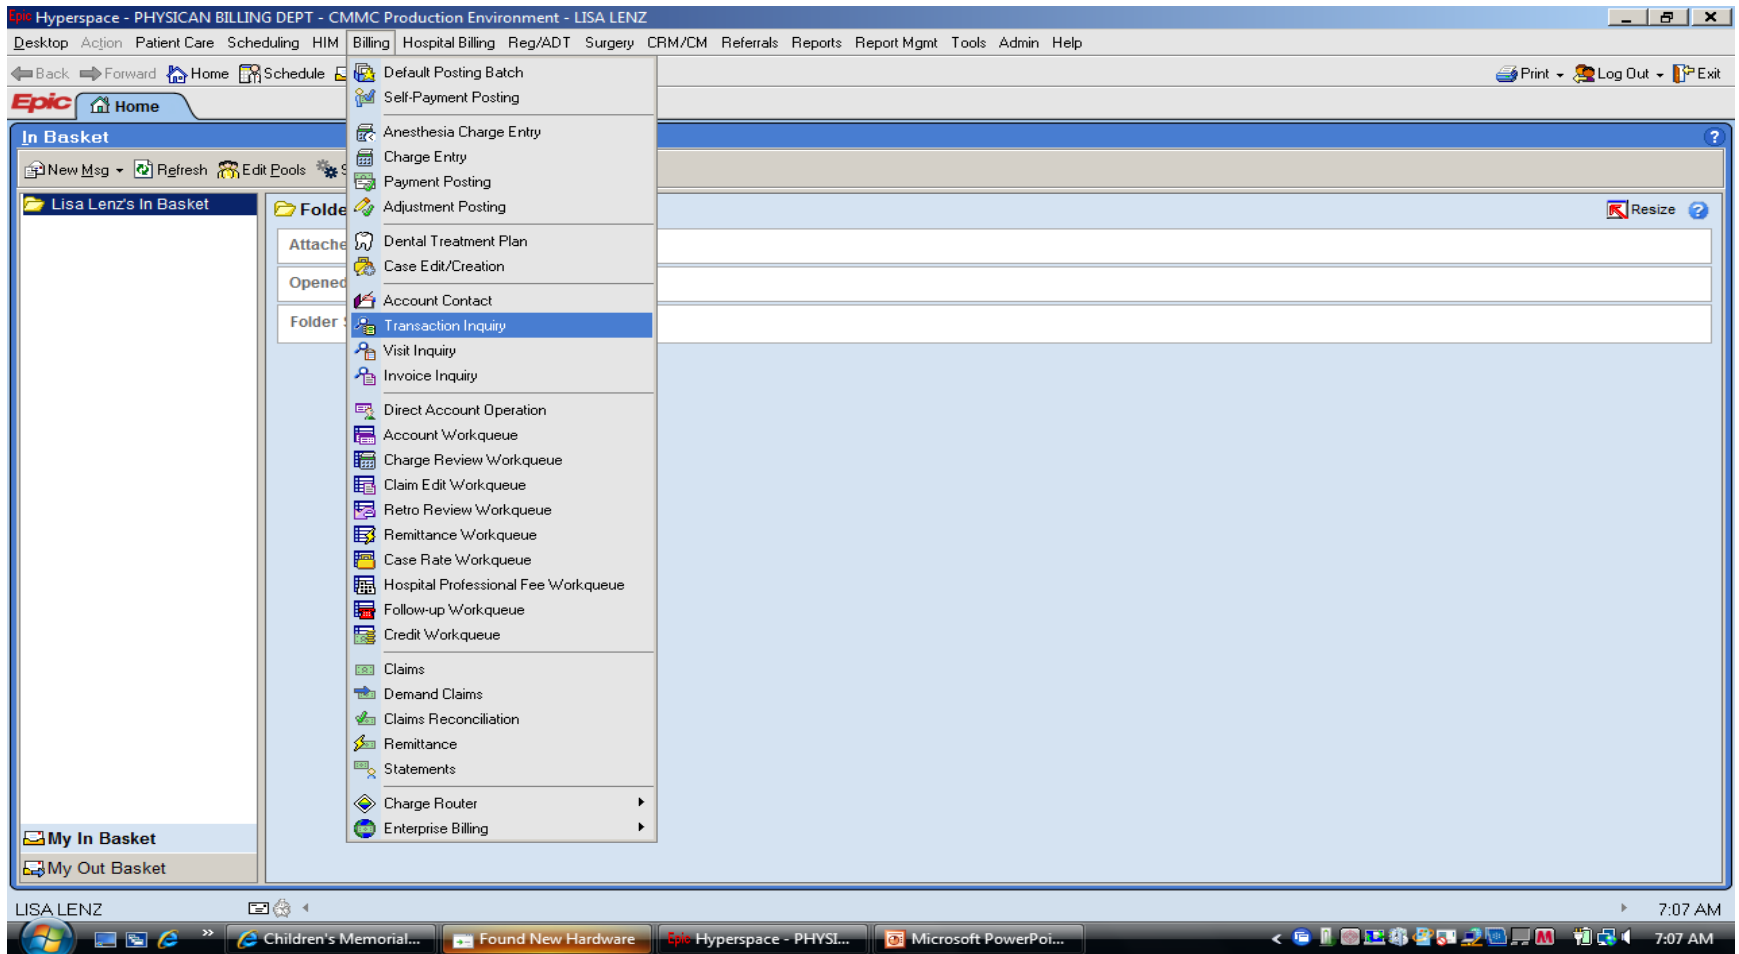 Epic Hyperspace - PHYSICAN BILLING DEPT - CMMC Production Environment - LISA LENZ
Desktop Action Patient Care Scheduling HIM Billing Hospital Billing Reg/ADT Surgery CRM/CM Referrals Reports Report Mgmt Tools Admin Help
Back Forward Home Schedule Print Log Out Exit
Epic Home
In Basket
New Msg Refresh Edit Pools S
Lisa Lenz's In Basket
Folde
Resize
Attache
Opened
Folder S
Default Posting Batch
Self-Payment Posting
Anesthesia Charge Entry
Charge Entry
Payment Posting
Adjustment Posting
Dental Treatment Plan
Case Edit/Creation
Account Contact
Transaction Inquiry
Visit Inquiry
Invoice Inquiry
Direct Account Operation
Account Workqueue
Charge Review Workqueue
Claim Edit Workqueue
Retro Review Workqueue
Remittance Workqueue
Case Rate Workqueue
Hospital Professional Fee Workqueue
Follow-up Workqueue
Credit Workqueue
Claims
Demand Claims
Claims Reconciliation
Remittance
Statements
Charge Router
Enterprise Billing
My In Basket
My Out Basket
LISA LENZ 7:07 AM
Children's Memorial... Found New Hardware Epic Hyperspace - PHYSI... Microsoft PowerPoi... 7:07 AM